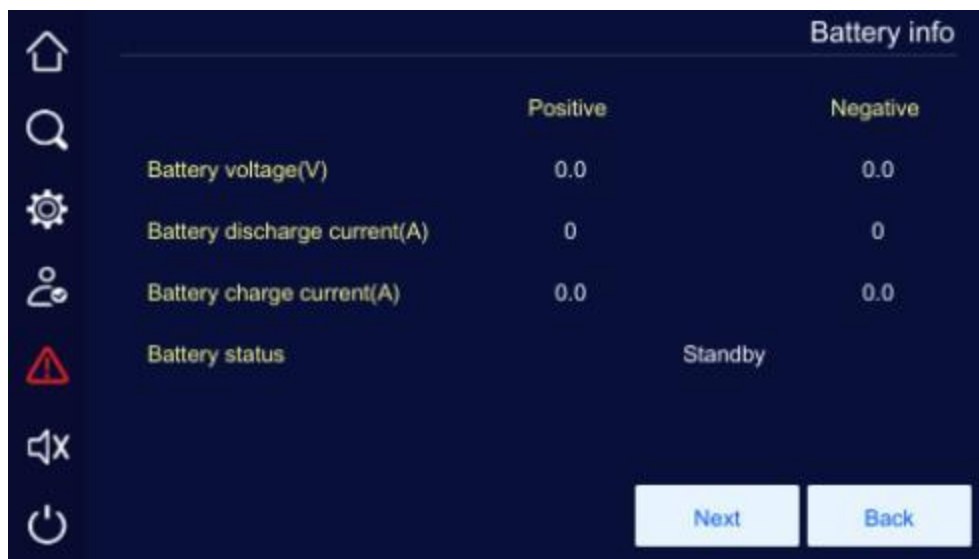 Battery info
Positive Negative
Battery voltage(V) 0.0 0.0
Battery discharge current(A) 0 0
Battery charge current(A) 0.0 0.0
Battery status Standby
Next Back